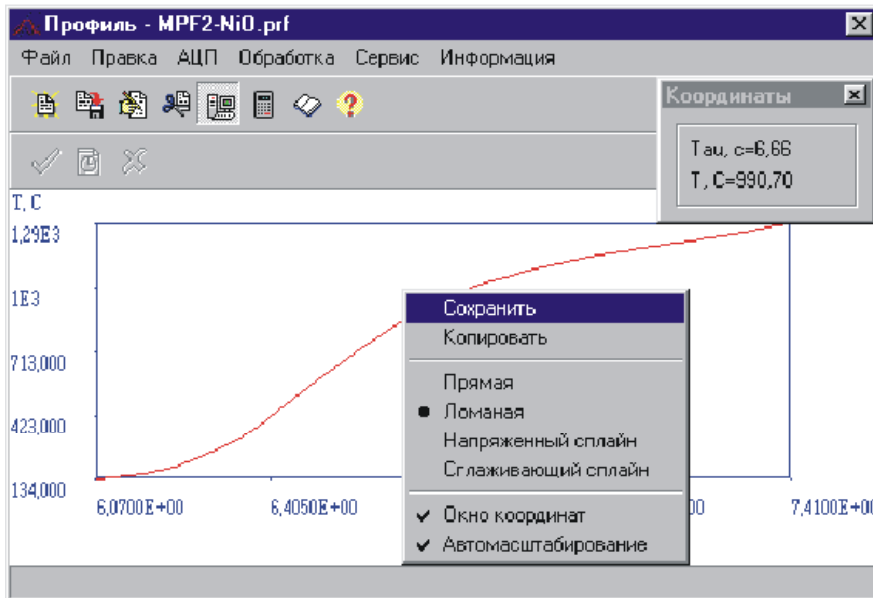 Профиль - MPF2-NiO.prf
Файл Правка АЦП Обработка Сервис Информация
Координаты
Tau, c=6,66
T, C=990,70
T, C
1,29E3
1E3
713,000
423,000
134,000
6,0700E+00 6,4050E+00 00 7,4100E+00
Сохранить
Копировать
Прямая
Ломаная
Напряженный сплайн
Сглаживающий сплайн
Окно координат
Автомасштабирование